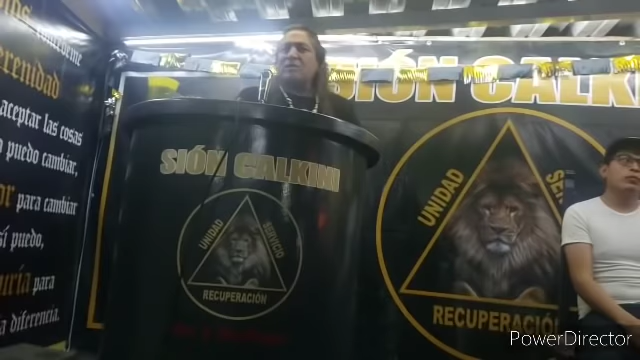 concédeme
Serenidad
aceptar las cosas
puedo cambiar,
para cambiar
sí puedo,
para
diferencia.
SIÓN CALKINI
UNIDAD
SERVICIO
RECUPERACIÓN
SIÓN CALKINI
UNIDAD
RECUPERACIÓN
PowerDirector